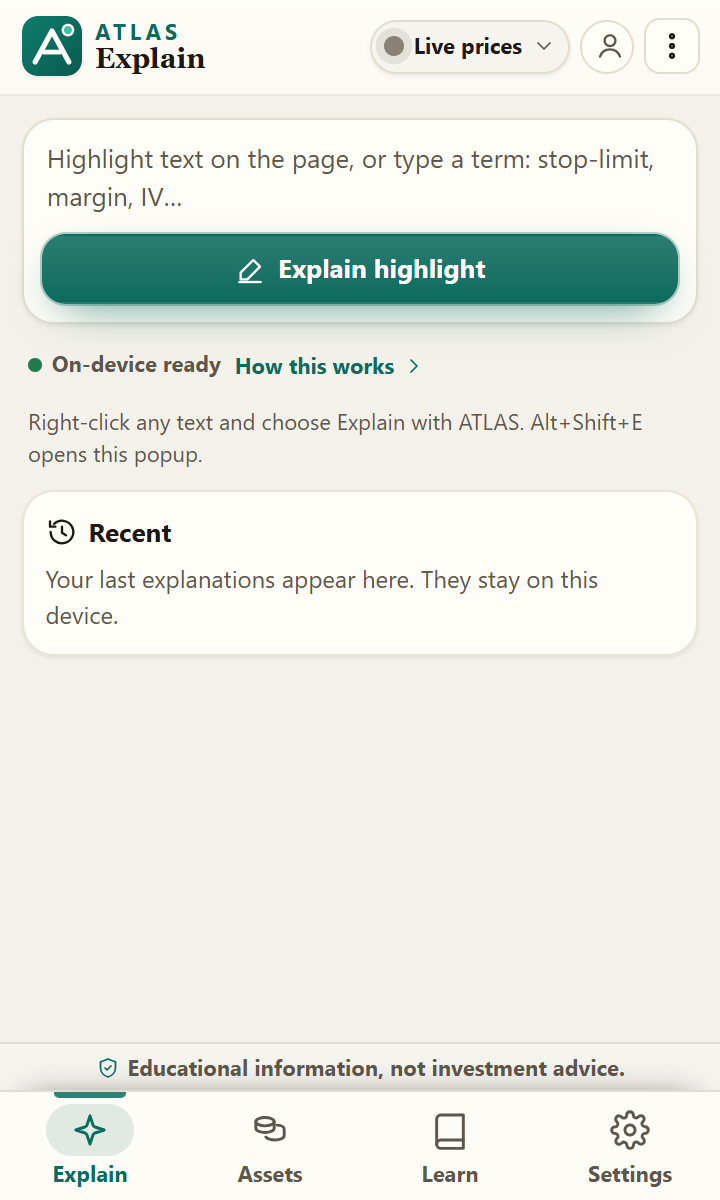 ATLAS
Explain
Live prices
Highlight text on the page, or type a term: stop-limit,
margin, IV...
Explain highlight
On-device ready How this works
Right-click any text and choose Explain with ATLAS. Alt+Shift+E
opens this popup.
Recent
Your last explanations appear here. They stay on this
device.
Educational information, not investment advice.
Explain Assets Learn Settings